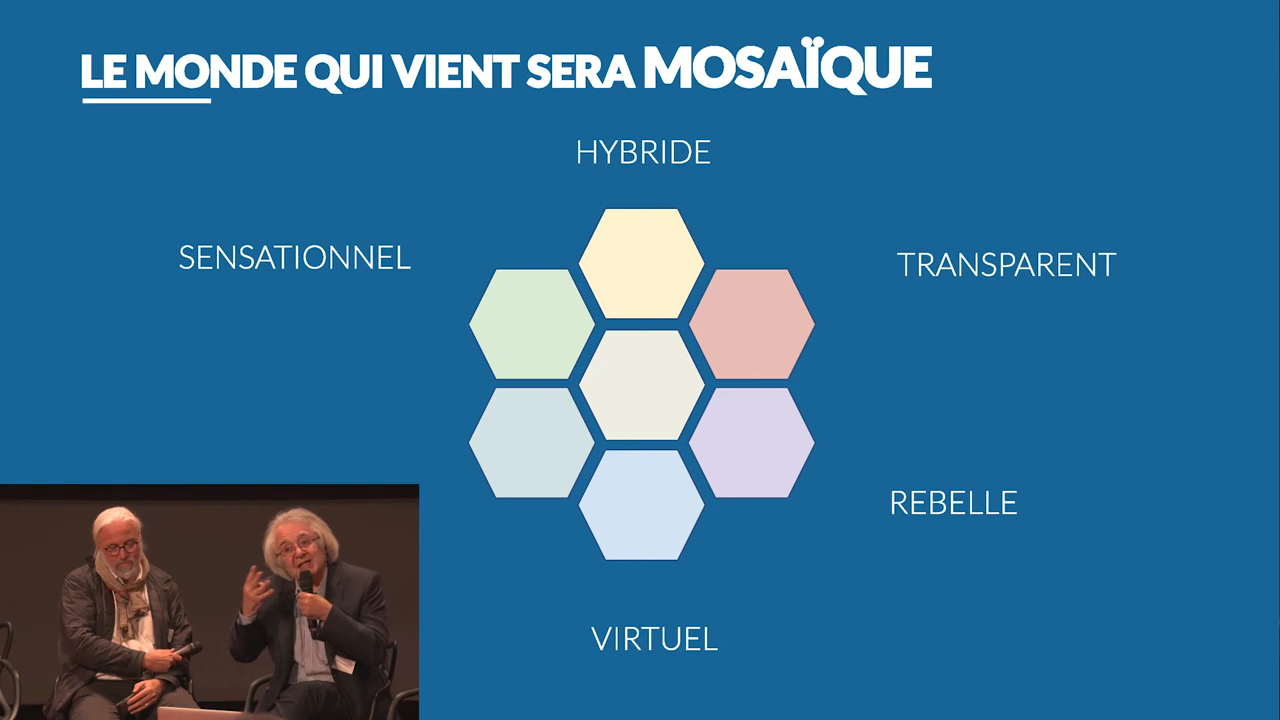 LE MONDE QUI VIENT SERA MOSAÏQUE
HYBRIDE
SENSATIONNEL
TRANSPARENT
REBELLE
VIRTUEL